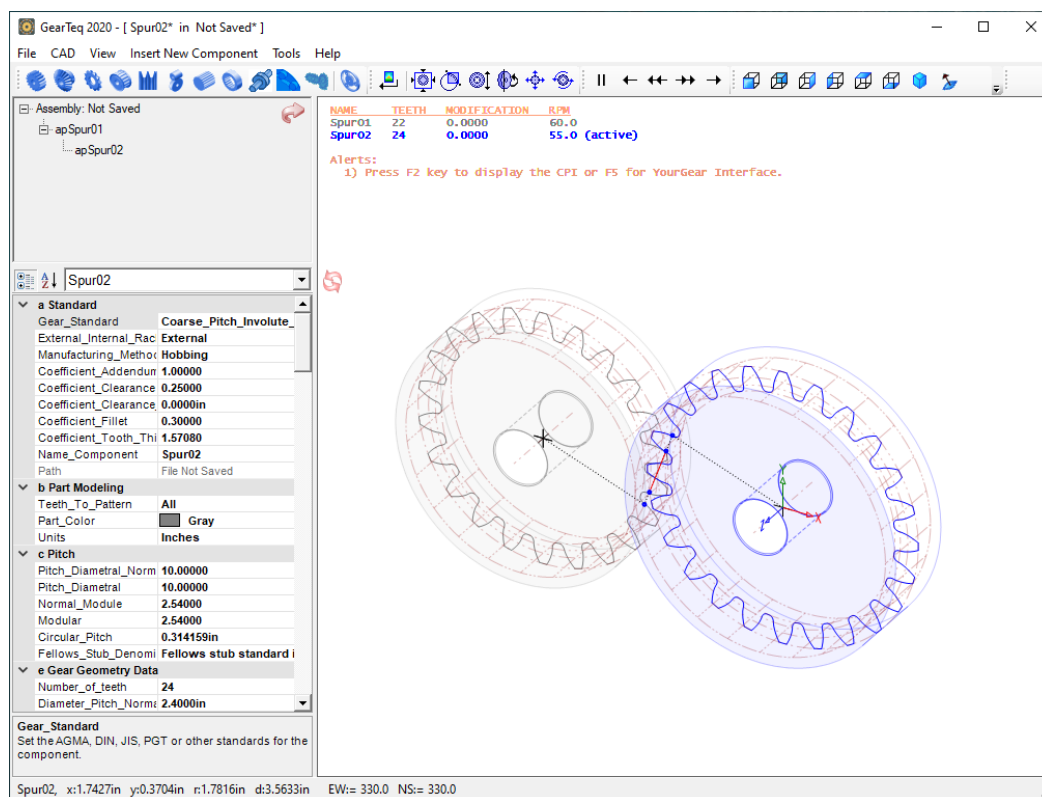 GearTeq 2020 - [ Spur02* in Not Saved* ]
File CAD View Insert New Component Tools Help
Assembly: Not Saved
apSpur01
apSpur02
Spur02
a Standard
Gear_Standard Coarse_Pitch_Involute_
External_Internal_Rac External
Manufacturing_Methoc Hobbing
Coefficient_Addendum 1.00000
Coefficient_Clearance 0.25000
Coefficient_Clearance_ 0.0000in
Coefficient_Fillet 0.30000
Coefficient_Tooth_Thi 1.57080
Name_Component Spur02
Path File Not Saved
b Part Modeling
Teeth_To_Pattern All
Part_Color Gray
Units Inches
c Pitch
Pitch_Diametral_Norm 10.00000
Pitch_Diametral 10.00000
Normal_Module 2.54000
Modular 2.54000
Circular_Pitch 0.314159in
Fellows_Stub_Denomi Fellows stub standard i
e Gear Geometry Data
Number_of_teeth 24
Diameter_Pitch_Norma 2.4000in
Gear_Standard
Set the AGMA, DIN, JIS, PGT or other standards for the
component.
NAME TEETH MODIFICATION RPM
Spur01 22 0.0000 60.0
Spur02 24 0.0000 55.0 (active)
Alerts:
1) Press F2 key to display the CPI or F5 for YourGear Interface.
Y
X
Z
Spur02, x:1.7427in y:0.3704in r:1.7816in d:3.5633in EW:= 330.0 NS:= 330.0